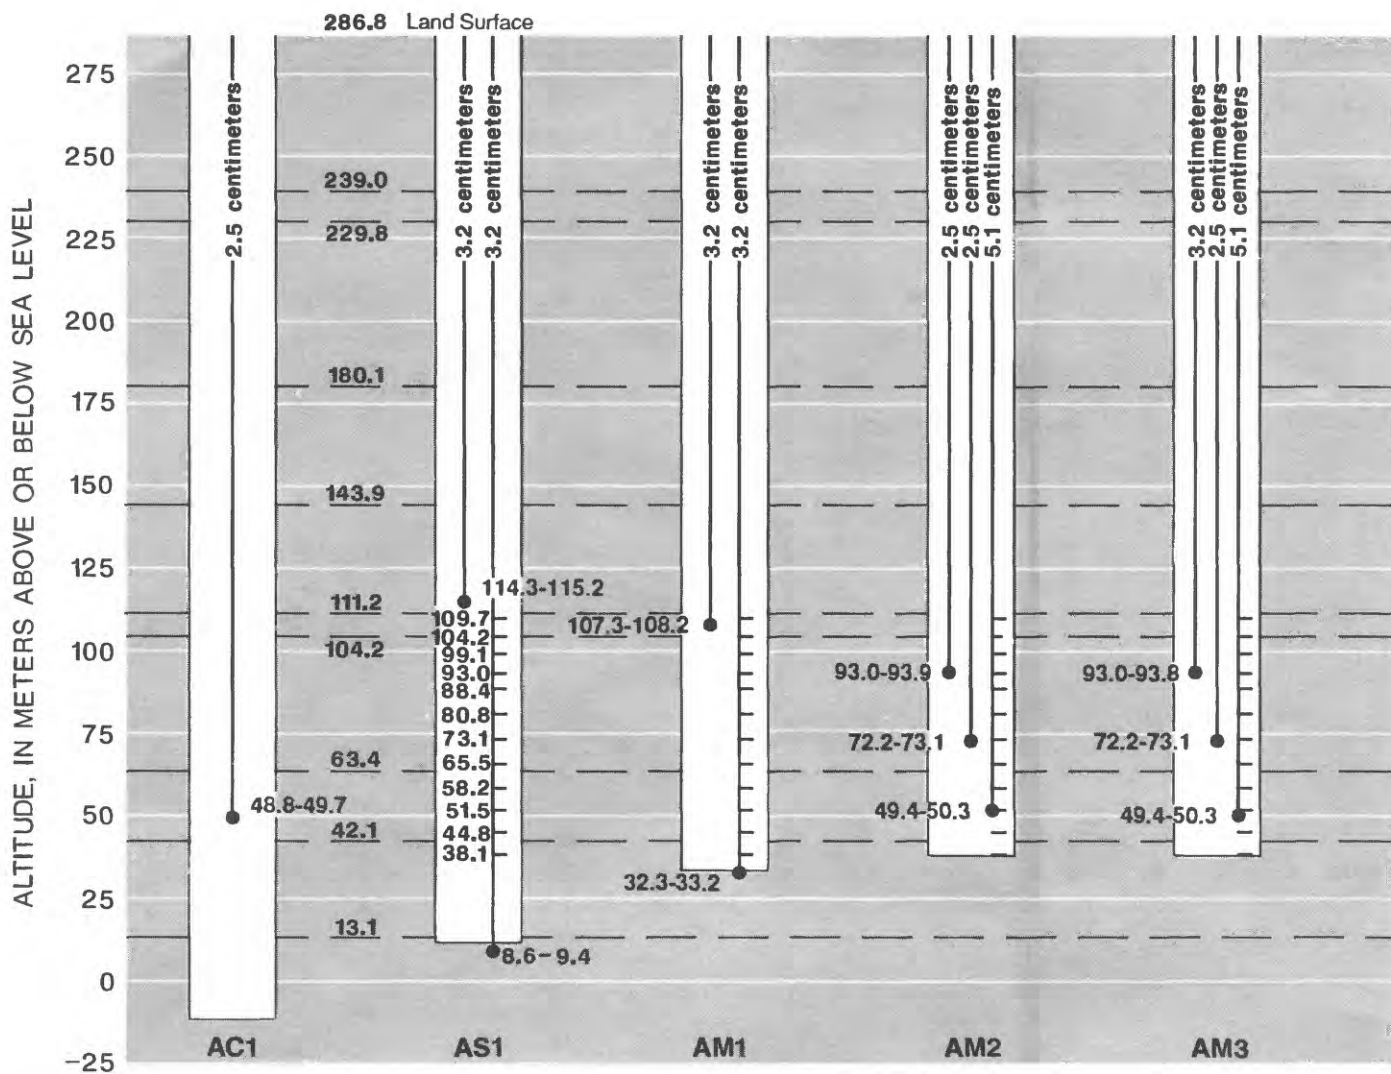 286.8 Land Surface
ALTITUDE, IN METERS ABOVE OR BELOW SEA LEVEL
275
250
225
200
175
150
125
100
75
50
25
0
-25
239.0
229.8
180.1
143.9
111.2
104.2
63.4
42.1
13.1
2.5 centimeters
3.2 centimeters
3.2 centimeters
3.2 centimeters
3.2 centimeters
2.5 centimeters
2.5 centimeters
5.1 centimeters
3.2 centimeters
2.5 centimeters
5.1 centimeters
48.8-49.7
114.3-115.2
109.7
104.2
99.1
93.0
88.4
80.8
73.1
65.5
58.2
51.5
44.8
38.1
8.6-9.4
107.3-108.2
32.3-33.2
93.0-93.9
72.2-73.1
49.4-50.3
93.0-93.8
72.2-73.1
49.4-50.3
AC1
AS1
AM1
AM2
AM3